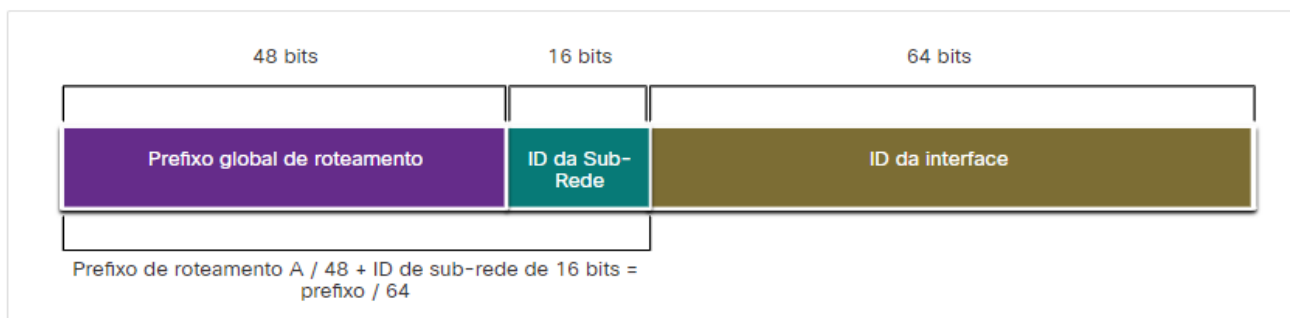 48 bits
16 bits
64 bits
Prefixo global de roteamento
ID da Sub-
Rede
ID da interface
Prefixo de roteamento A / 48 + ID de sub-rede de 16 bits =
prefixo / 64